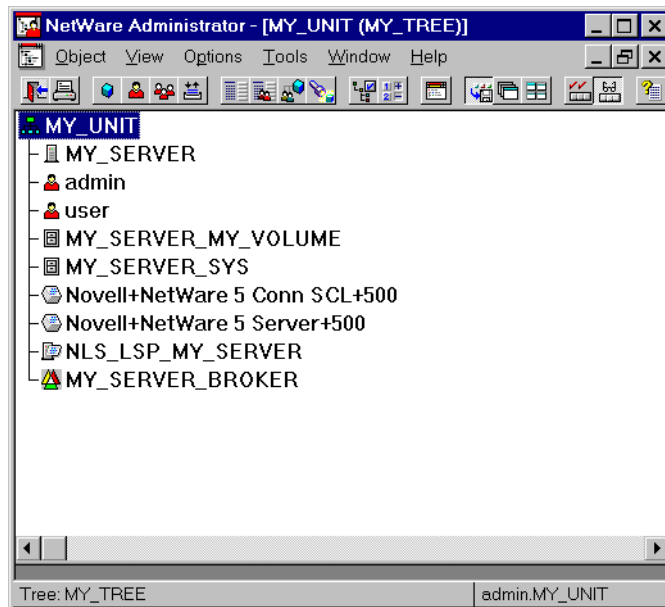 NetWare Administrator - [MY_UNIT (MY_TREE)]
Object View Options Tools Window Help
MY_UNIT
MY_SERVER
admin
user
MY_SERVER_MY_VOLUME
MY_SERVER_SYS
Novell+NetWare 5 Conn SCL+500
Novell+NetWare 5 Server+500
NLS_LSP_MY_SERVER
MY_SERVER_BROKER
Tree: MY_TREE admin.MY_UNIT